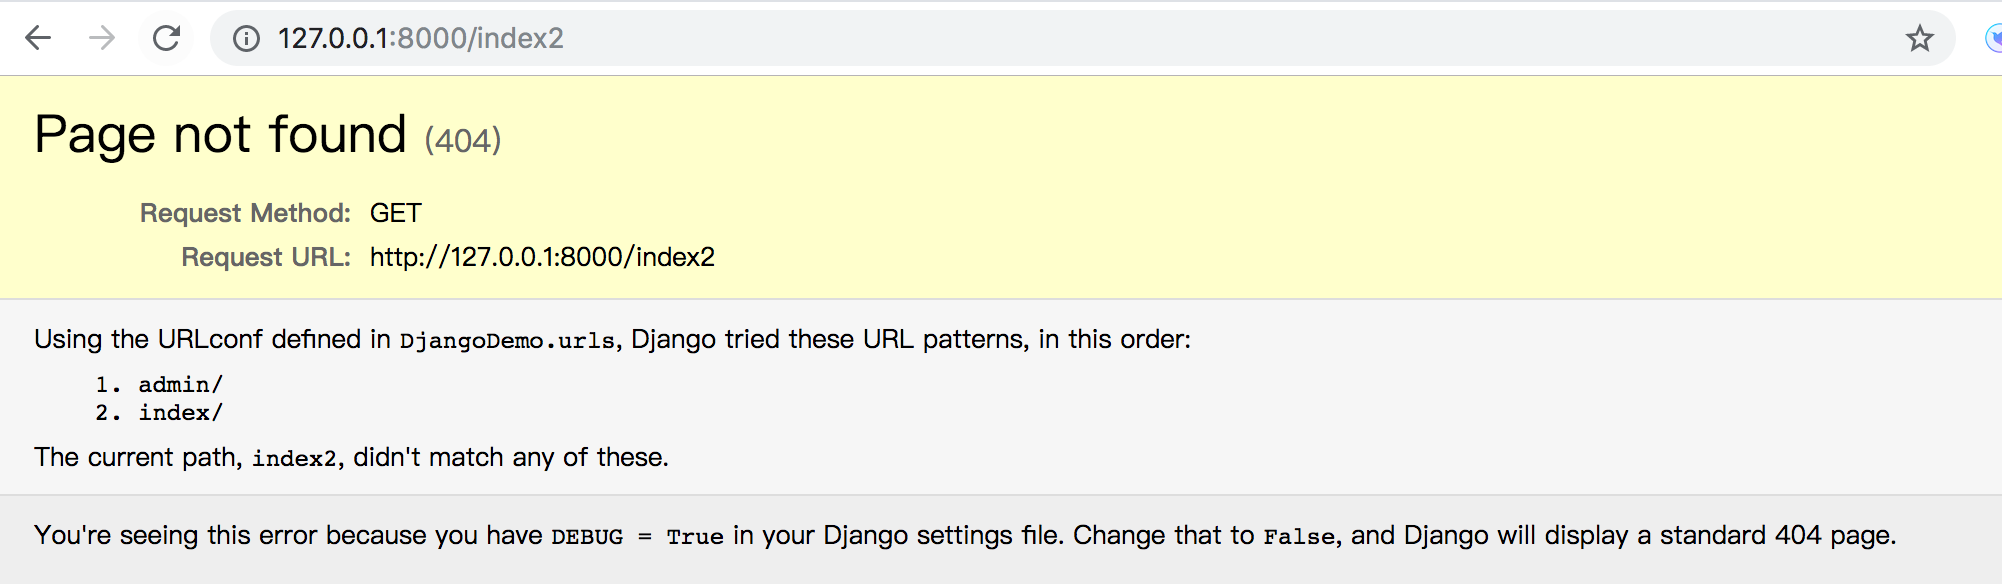 127.0.0.1:8000/index2
Page not found (404)
Request Method: GET
Request URL: http://127.0.0.1:8000/index2
Using the URLconf defined in DjangoDemo.urls, Django tried these URL patterns, in this order:
1. admin/
2. index/
The current path, index2, didn't match any of these.
You're seeing this error because you have DEBUG = True in your Django settings file. Change that to False, and Django will display a standard 404 page.